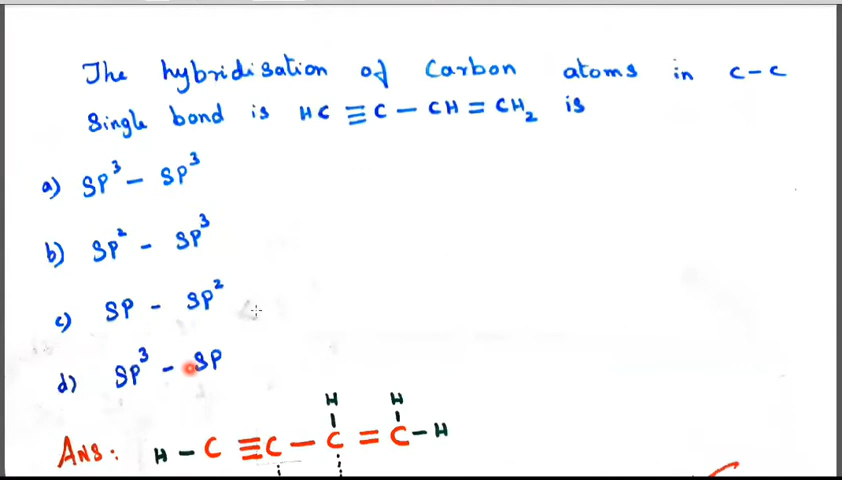 The hybridisation of Carbon atoms in C-C
Single bond is HC ≡ C - CH = CH₂ is
a) SP³ - SP³
b) SP² - SP³
c) SP - SP²
d) SP³ - SP
H H
Ans: H - C ≡ C - C = C - H